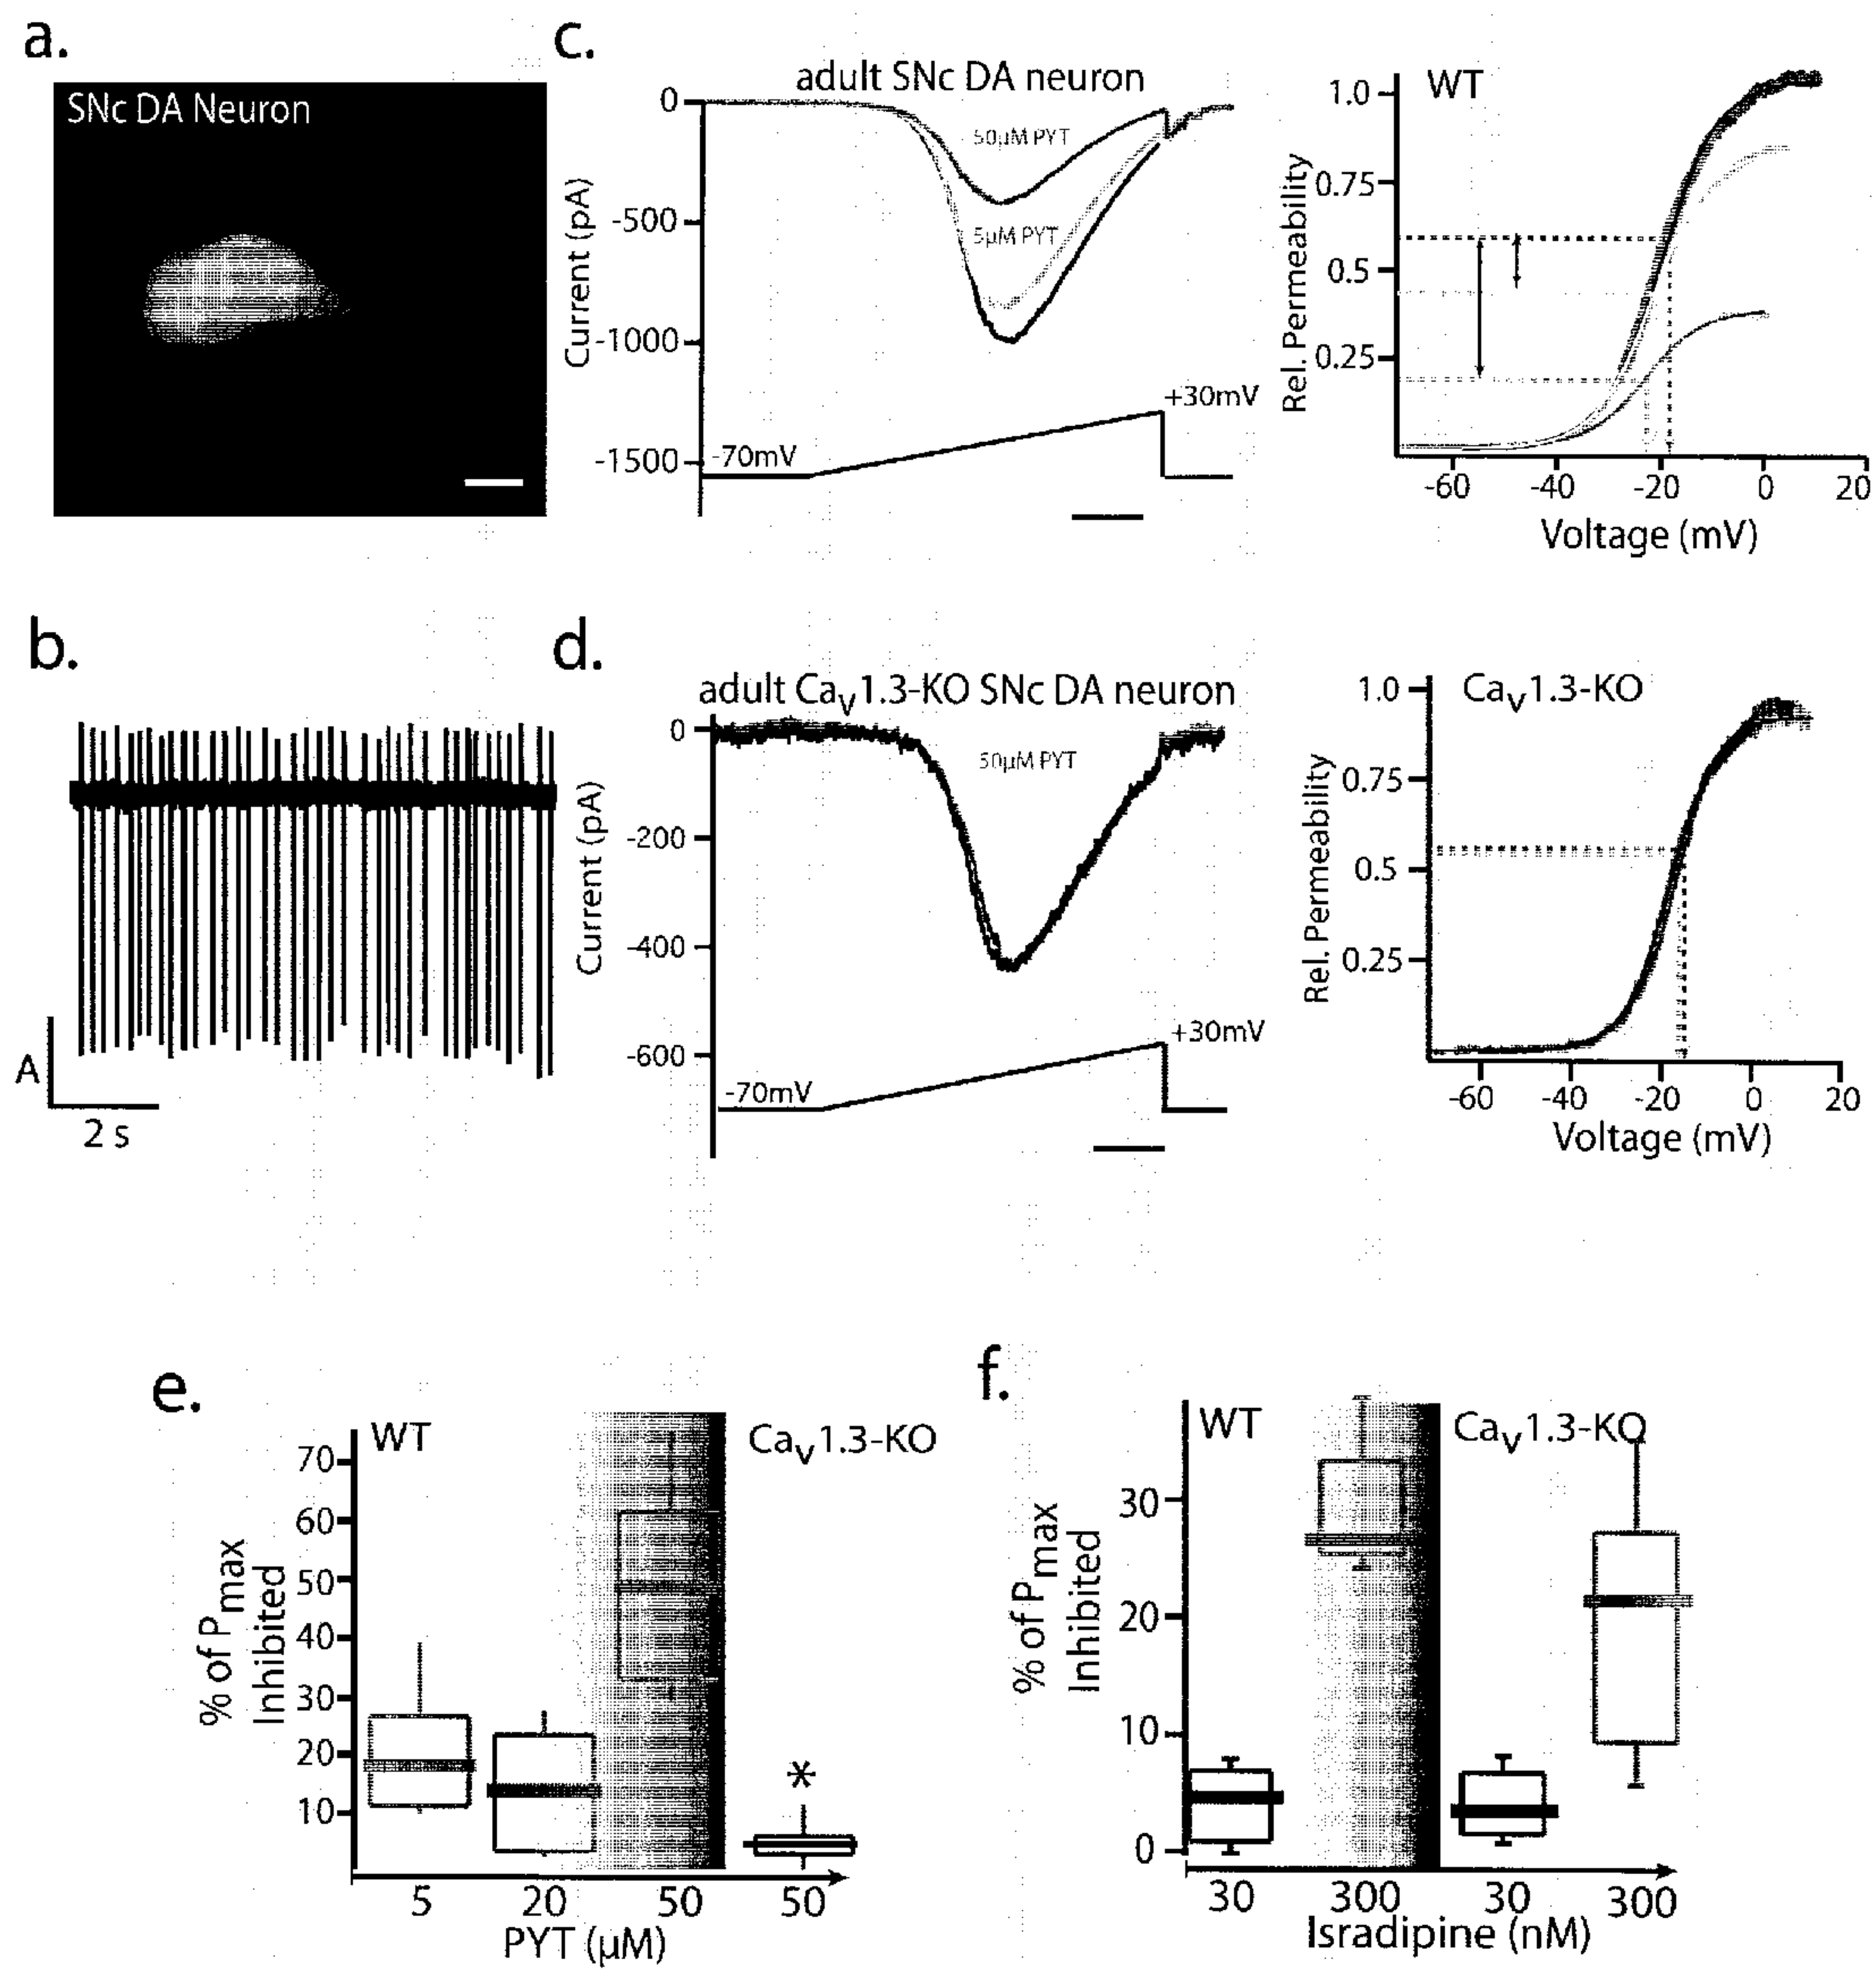 a.
SNc DA Neuron
b.
A
2 s
c.
adult SNc DA neuron
0
-500
-1000
-1500
Current (pA)
50µM PYT
5µM PYT
-70mV
+30mV
WT
1.0
0.75
0.5
0.25
Rel. Permeability
-60 -40 -20 0 20
Voltage (mV)
d.
adult CaV1.3-KO SNc DA neuron
0
-200
-400
-600
Current (pA)
50µM PYT
-70mV
+30mV
CaV1.3-KO
1.0
0.75
0.5
0.25
Rel. Permeability
-60 -40 -20 0 20
Voltage (mV)
e.
WT
CaV1.3-KO
70
60
50
40
30
20
10
% of Pmax
Inhibited
*
5 20 50 50
PYT (µM)
f.
WT
CaV1.3-KO
30
20
10
0
% of Pmax
Inhibited
30 300 30 300
Isradipine (nM)